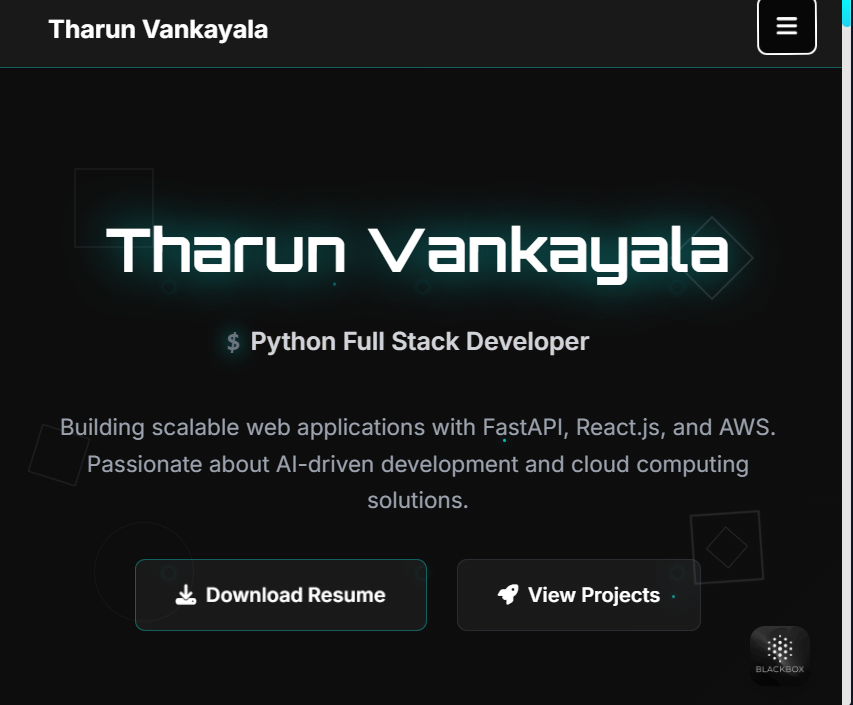 Tharun Vankayala
Tharun Vankayala
$ Python Full Stack Developer
Building scalable web applications with FastAPI, React.js, and AWS.
Passionate about AI-driven development and cloud computing
solutions.
Download Resume
View Projects
BLACKBOX